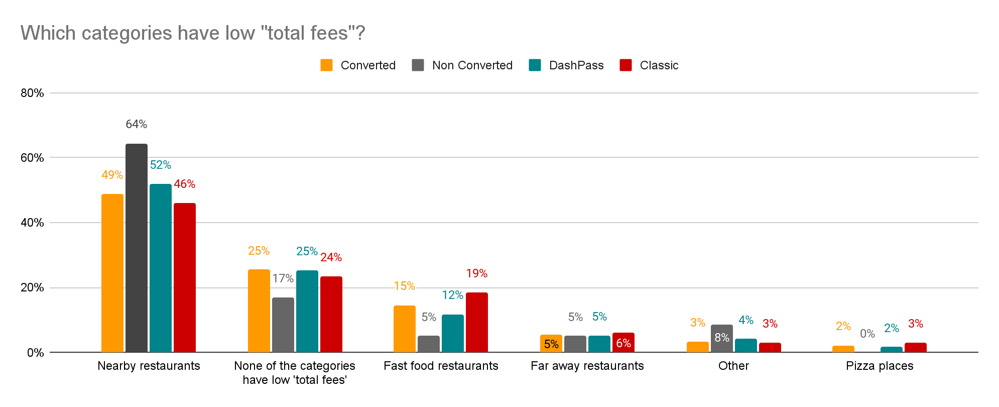 Which categories have low "total fees"?
Converted Non Converted DashPass Classic
80%
60%
40%
20%
0%
49% 64% 52% 46%
25% 17% 25% 24%
15% 5% 12% 19%
5% 5% 5% 6%
3% 8% 4% 3%
2% 0% 2% 3%
Nearby restaurants
None of the categories
have low 'total fees'
Fast food restaurants
Far away restaurants
Other
Pizza places